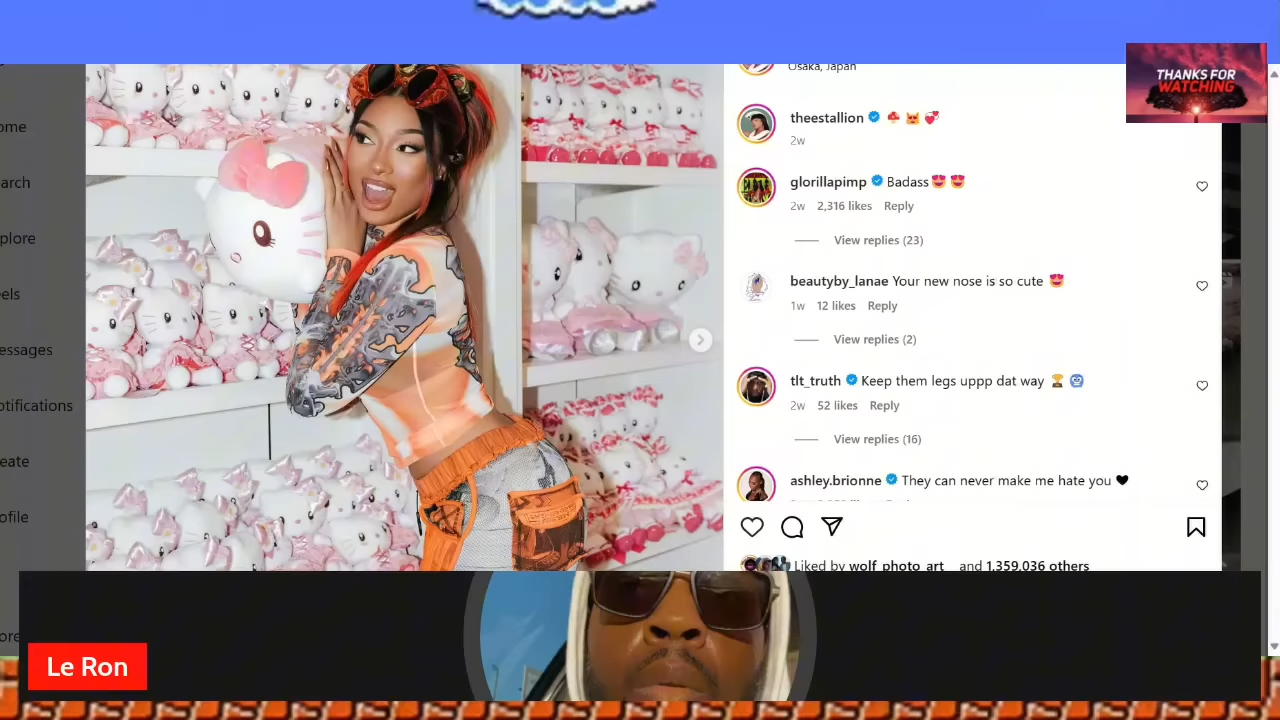 Osaka, Japan
THANKS FOR
WATCHING
ome
theestallion
2w
arch
glorillapimp Badass
2w 2,316 likes Reply
plore
View replies (23)
eels
beautyby_lanae Your new nose is so cute
1w 12 likes Reply
essages
View replies (2)
tlt_truth Keep them legs uppp dat way
otifications
52 likes Reply
2w
View replies (16)
eate
ashley.brionne They can never make me hate you
ofile
Liked by wolf_photo_art_ and 1,359,036 others
ore
Le Ron